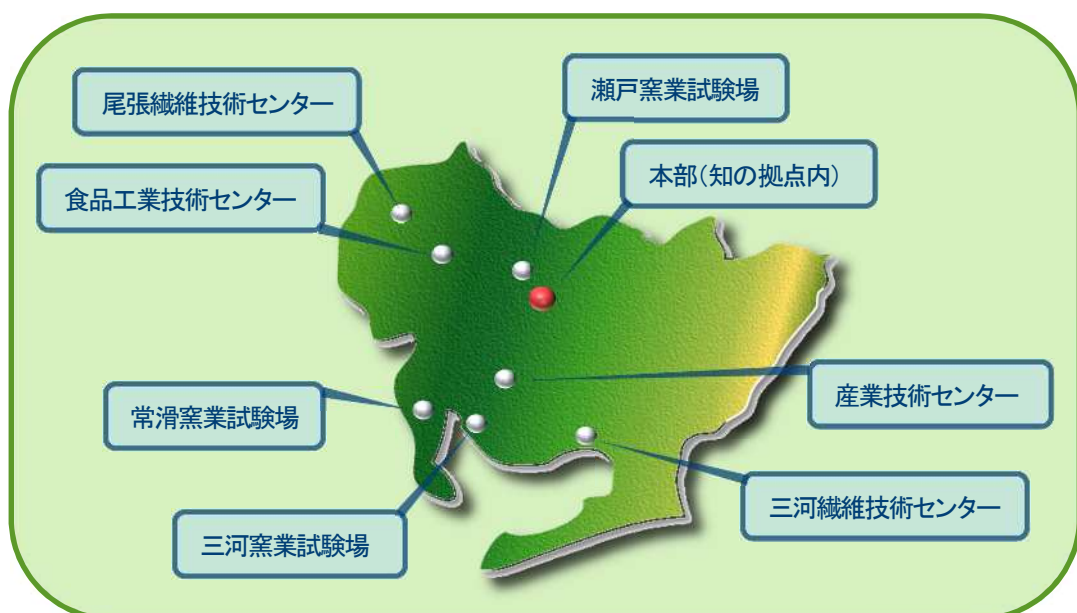 尾張繊維技術センター
瀬戸窯業試験場
食品工業技術センター
本部(知の拠点内)
常滑窯業試験場
産業技術センター
三河窯業試験場
三河繊維技術センター